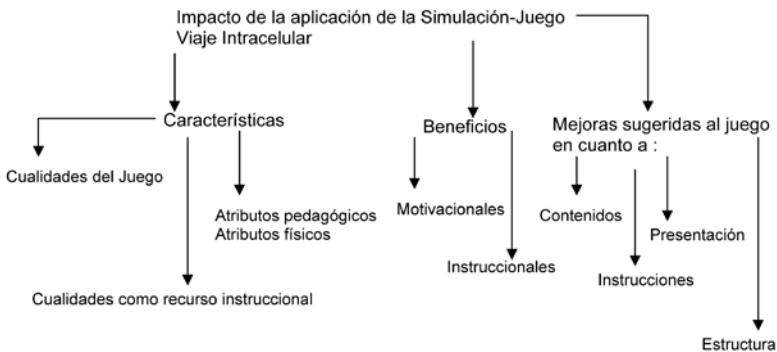 Impacto de la aplicación de la Simulación-Juego
Viaje Intracelular
Características
Beneficios
Mejoras sugeridas al juego
en cuanto a :
Cualidades del Juego
Atributos pedagógicos
Atributos físicos
Cualidades como recurso instruccional
Motivacionales
Instruccionales
Contenidos
Presentación
Instrucciones
Estructura